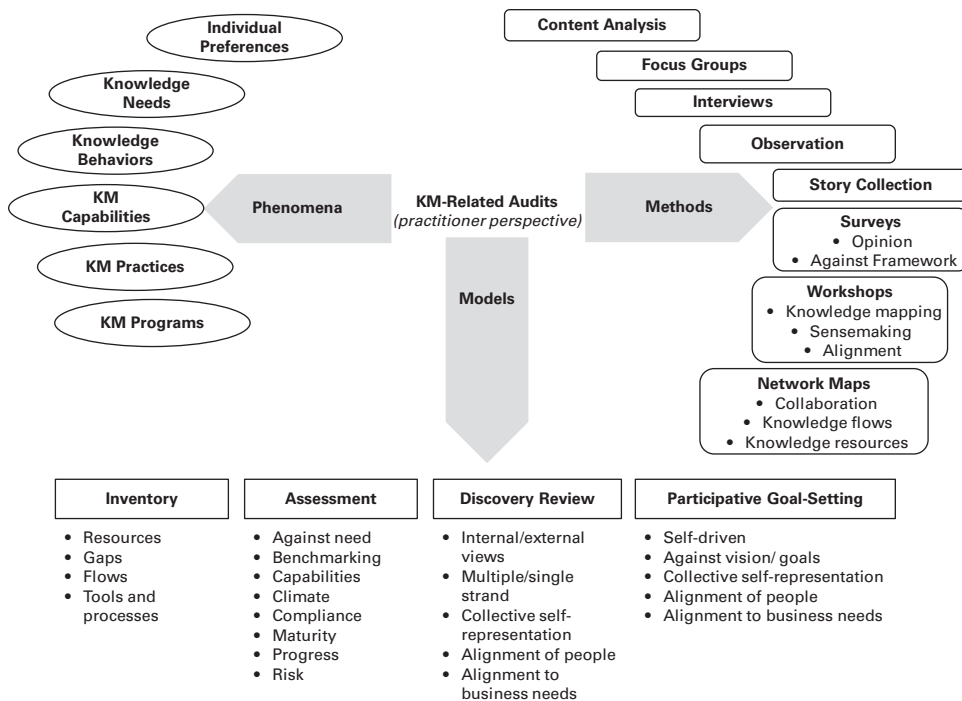 Individual
Preferences
Knowledge
Needs
Knowledge
Behaviors
KM
Capabilities
KM Practices
KM Programs
Phenomena
KM-Related Audits
(practitioner perspective)
Methods
Models
Content Analysis
Focus Groups
Interviews
Observation
Story Collection
Surveys
• Opinion
• Against Framework
Workshops
• Knowledge mapping
• Sensemaking
• Alignment
Network Maps
• Collaboration
• Knowledge flows
• Knowledge resources
Inventory
• Resources
• Gaps
• Flows
• Tools and
processes
Assessment
• Against need
• Benchmarking
• Capabilities
• Climate
• Compliance
• Maturity
• Progress
• Risk
Discovery Review
• Internal/external
views
• Multiple/single
strand
• Collective self-
representation
• Alignment of people
• Alignment to
business needs
Participative Goal-Setting
• Self-driven
• Against vision/ goals
• Collective self-representation
• Alignment of people
• Alignment to business needs